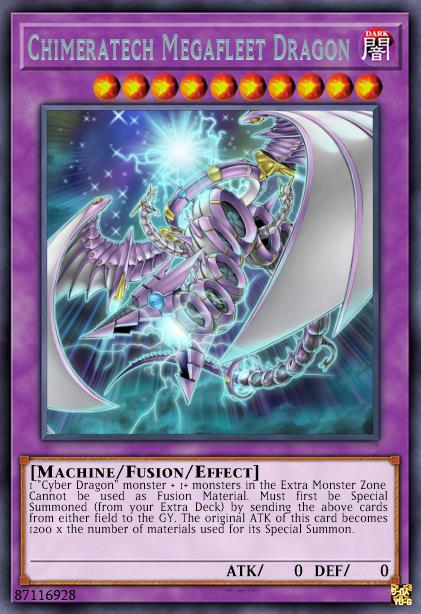 CHIMERATECH MEGAFLEET DRAGON
DARK
闇
[MACHINE/FUSION/EFFECT]
1 "Cyber Dragon" monster + 1+ monsters in the Extra Monster Zone
Cannot be used as Fusion Material. Must first be Special
Summoned (from your Extra Deck) by sending the above cards
from either field to the GY. The original ATK of this card becomes
1200 x the number of materials used for its Special Summon.
ATK/ 0 DEF/ 0
87116928